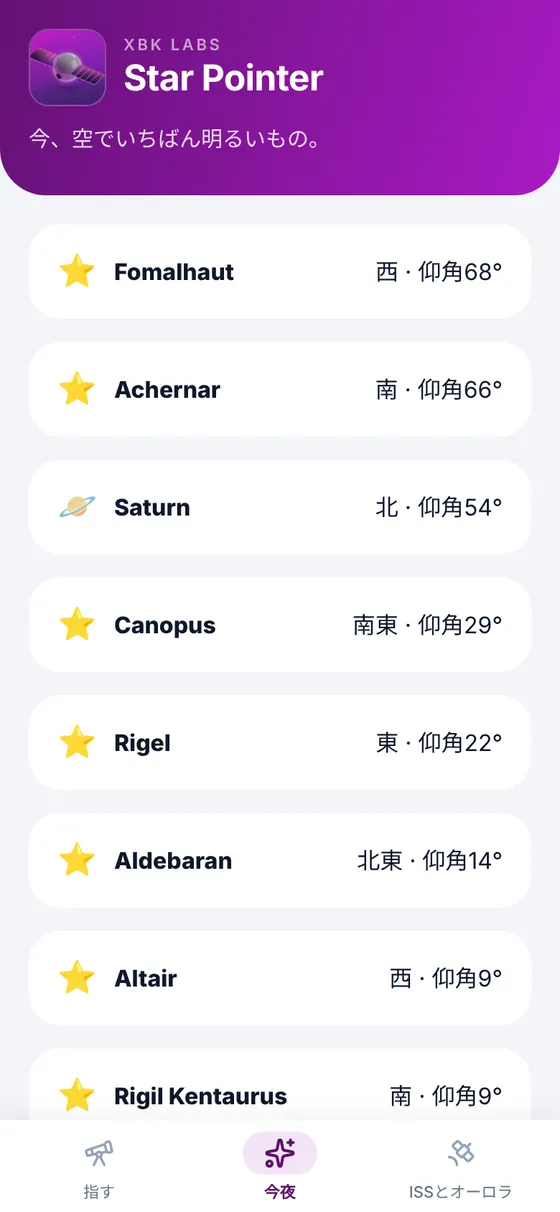 XBK LABS
Star Pointer
今、空でいちばん明るいもの。
Fomalhaut 西 · 仰角68°
Achernar 南 · 仰角66°
Saturn 北 · 仰角54°
Canopus 南東 · 仰角29°
Rigel 東 · 仰角22°
Aldebaran 北東 · 仰角14°
Altair 西 · 仰角9°
Rigil Kentaurus 南 · 仰角9°
指す 今夜 ISSとオーロラ